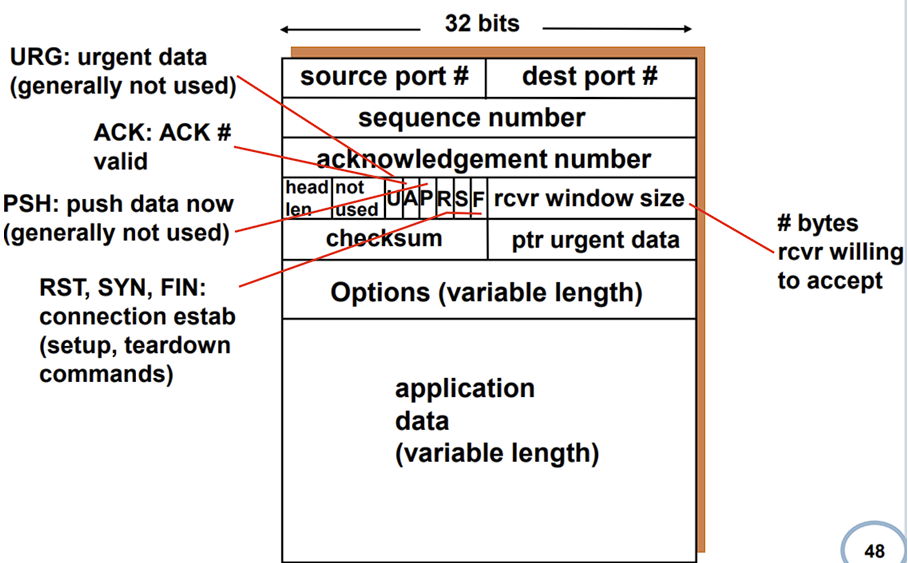 32 bits
URG: urgent data
(generally not used)
ACK: ACK #
valid
PSH: push data now
(generally not used)
RST, SYN, FIN:
connection estab
(setup, teardown
commands)
source port #
dest port #
sequence number
acknowledgement number
head
len
not
used
U A P R S F
rcvr window size
checksum
ptr urgent data
Options (variable length)
application
data
(variable length)
# bytes
rcvr willing
to accept
48